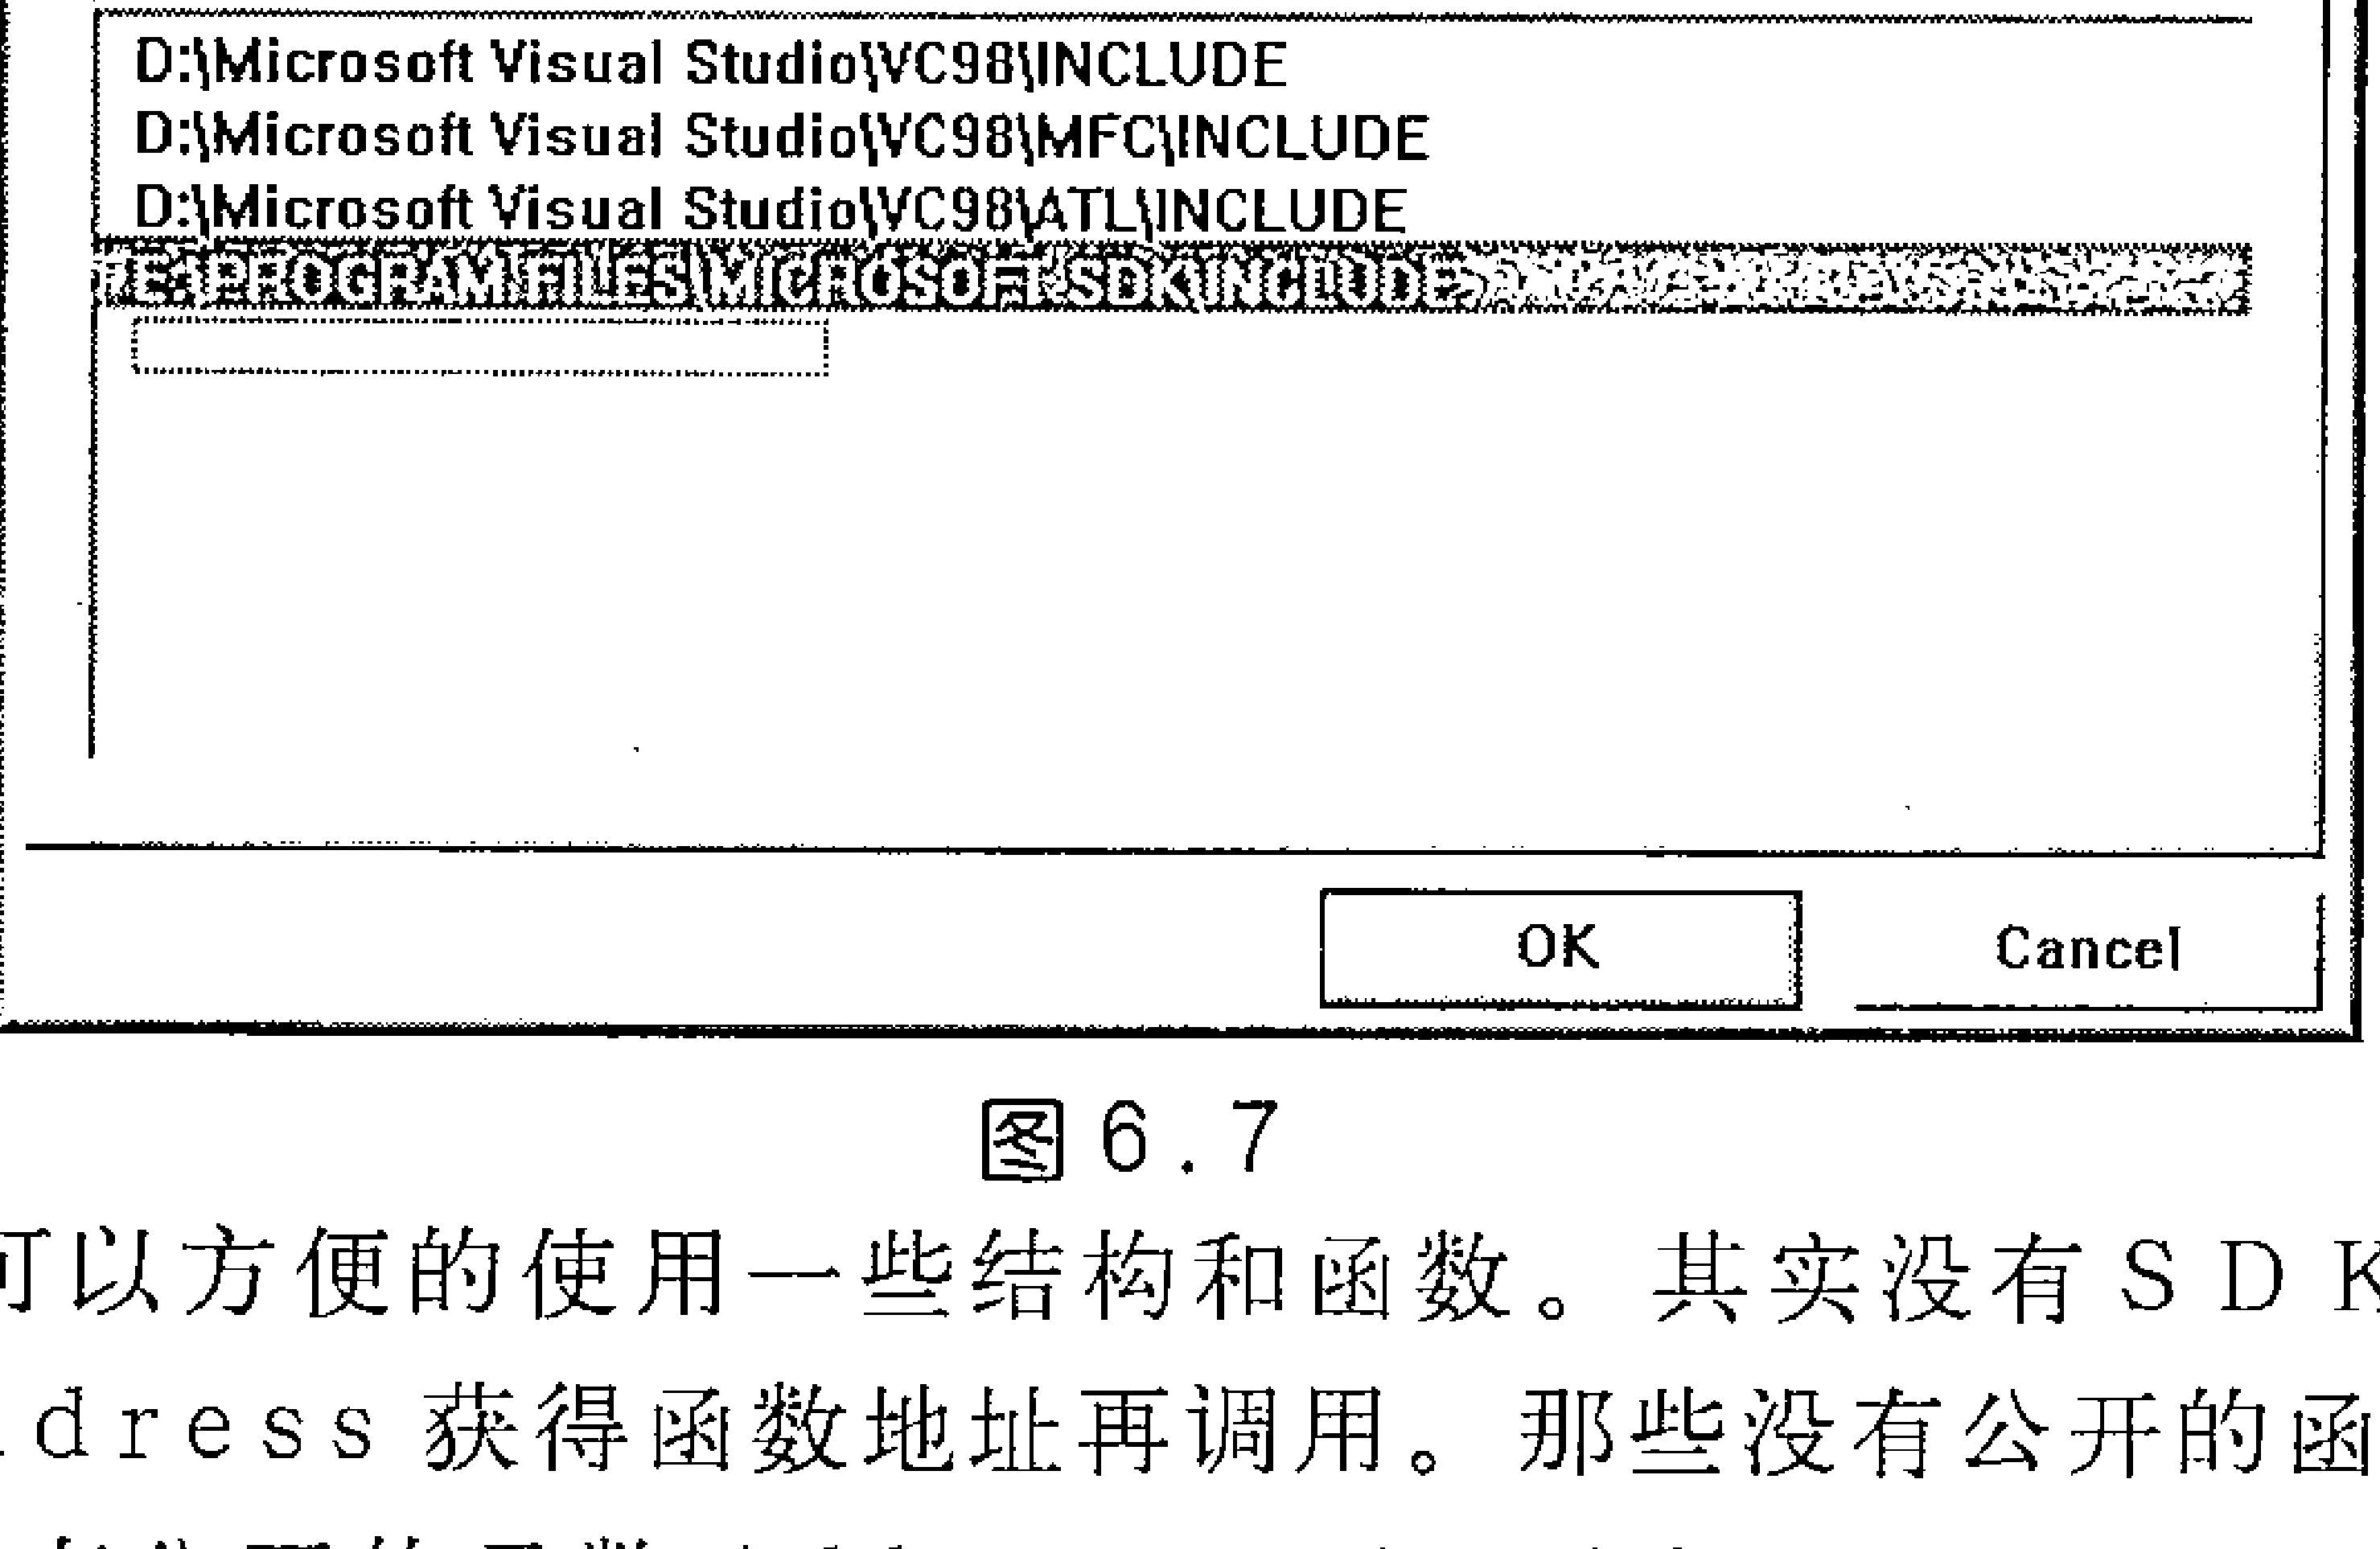 D:\Microsoft Visual Studio\VC98\INCLUDE
D:\Microsoft Visual Studio\VC98\MFC\INCLUDE
D:\Microsoft Visual Studio\VC98\ATL\INCLUDE
E:\PROGRAM FILES\MICROSOFT SDK\INCLUDE
OK Cancel
图6.7
可以方便的使用一些结构和函数。其实没有SDK
dress获得函数地址再调用。那些没有公开的函